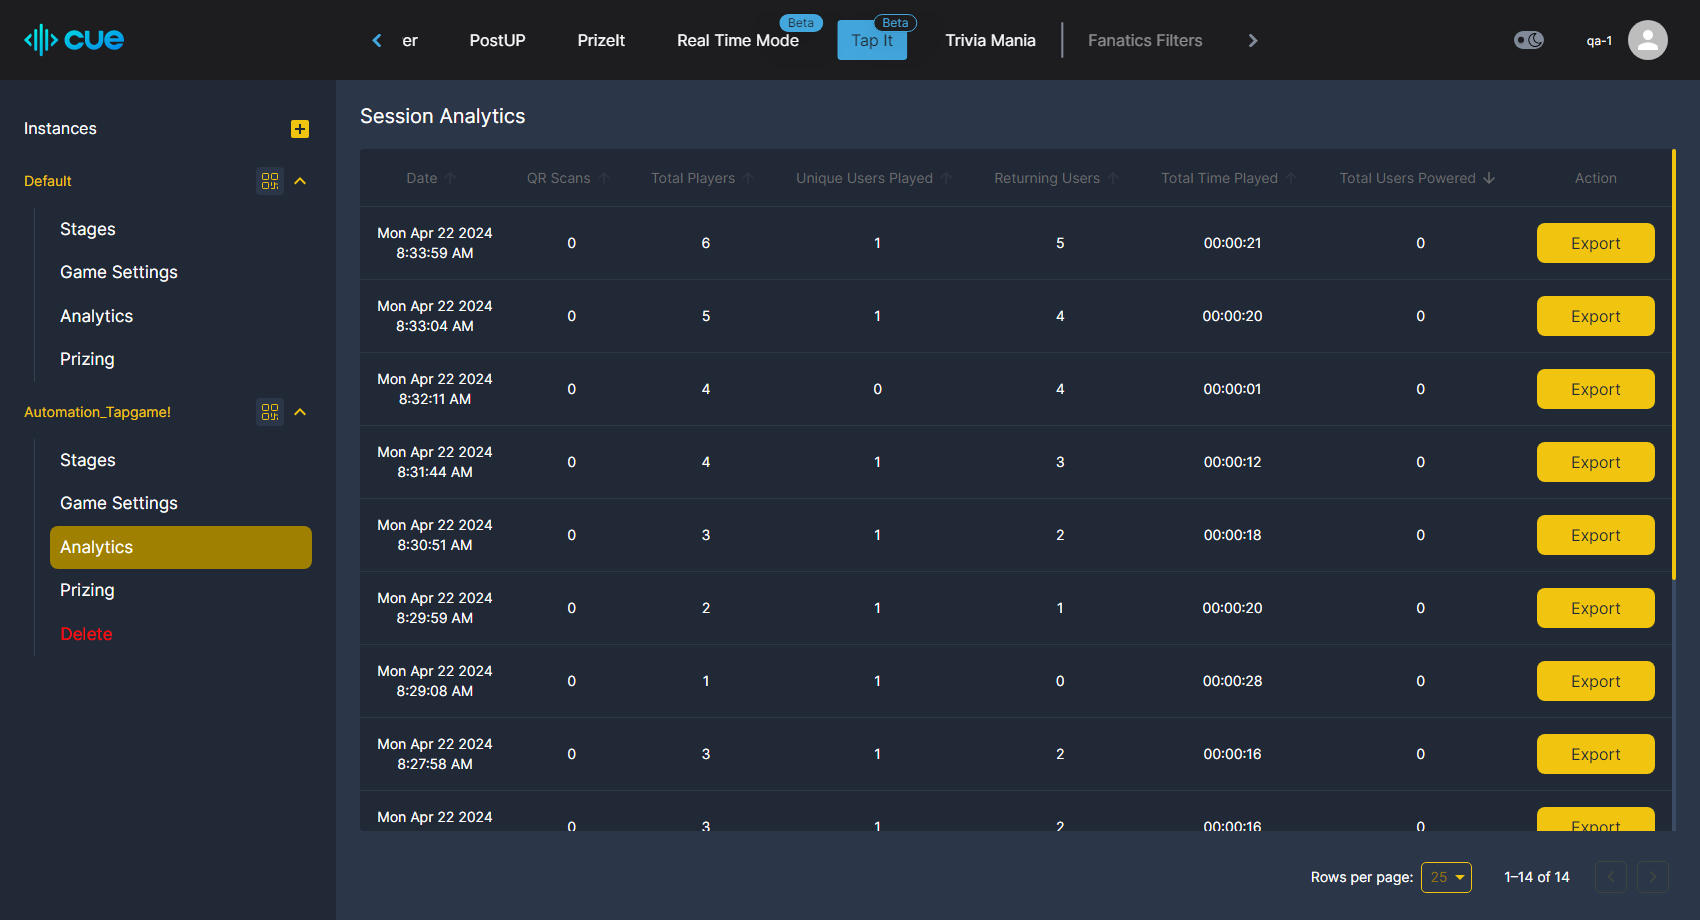 cue
er
PostUP
PrizeIt
Real Time Mode
Beta
Tap It
Beta
Trivia Mania
Fanatics Filters
qa-1
Instances
Default
Stages
Game Settings
Analytics
Prizing
Automation_Tapgame!
Stages
Game Settings
Analytics
Prizing
Delete
Session Analytics
Date QR Scans Total Players Unique Users Played Returning Users Total Time Played Total Users Powered Action
Mon Apr 22 2024
8:33:59 AM
0 6 1 5 00:00:21 0 Export
Mon Apr 22 2024
8:33:04 AM
0 5 1 4 00:00:20 0 Export
Mon Apr 22 2024
8:32:11 AM
0 4 0 4 00:00:01 0 Export
Mon Apr 22 2024
8:31:44 AM
0 4 1 3 00:00:12 0 Export
Mon Apr 22 2024
8:30:51 AM
0 3 1 2 00:00:18 0 Export
Mon Apr 22 2024
8:29:59 AM
0 2 1 1 00:00:20 0 Export
Mon Apr 22 2024
8:29:08 AM
0 1 1 0 00:00:28 0 Export
Mon Apr 22 2024
8:27:58 AM
0 3 1 2 00:00:16 0 Export
Mon Apr 22 2024
0 3 1 2 00:00:16 0 Export
Rows per page: 25 1–14 of 14